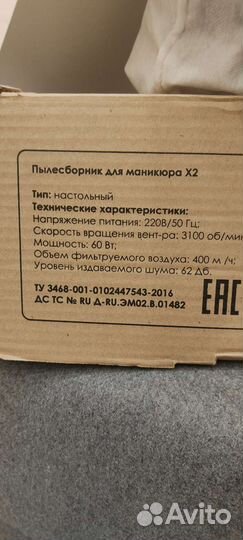 Пылесборник для маникюра X2
Тип: настольный
Технические характеристики:
Напряжение питания: 220В/50 Гц;
Скорость вращения вент-ра: 3100 об/мин
Мощность: 60 Вт;
Объем фильтруемого воздуха: 400 м /ч;
Уровень издаваемого шума: 62 Дб.
ТУ 3468-001-0102447543-2016
ДС ТС № RU Д-RU.ЭМ02.В.01482
EAC
Avito